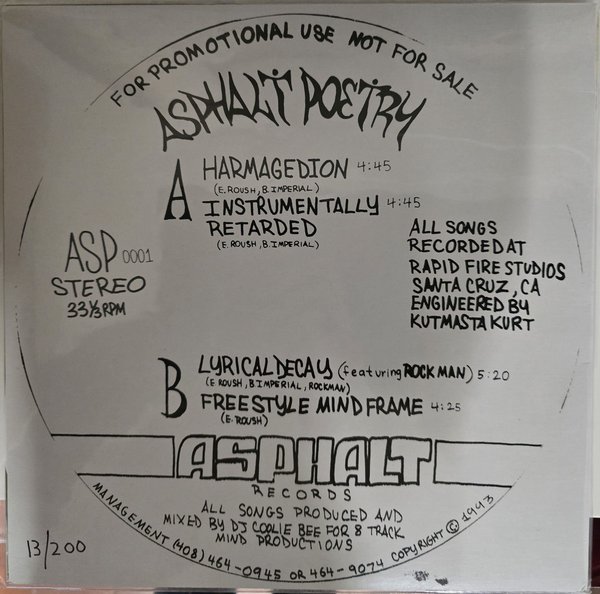 FOR PROMOTIONAL USE NOT FOR SALE
ASPHALT POETRY
A
HARMAGEDION 4:45
(E. ROUSH, B. IMPERIAL)
INSTRUMENTALLY 4:45
RETARDED
(E. ROUSH, B. IMPERIAL)
ASP 0001
STEREO
33⅓ RPM
ALL SONGS
RECORDED AT
RAPID FIRE STUDIOS
SANTA CRUZ, CA
ENGINEERED BY
KUTMASTA KURT
B
LYRICAL DECAY (featuring ROCK MAN) 5:20
(E ROUSH, B IMPERIAL, ROCKMAN)
FREESTYLE MIND FRAME 4:25
(E. ROUSH)
ASPHALT
RECORDS
ALL SONGS PRODUCED AND
MIXED BY DJ COOLIE BEE FOR 8 TRACK
MIND PRODUCTIONS
MANAGEMENT (408) 464-0945 OR 464-9074 COPYRIGHT © 1993
13/200